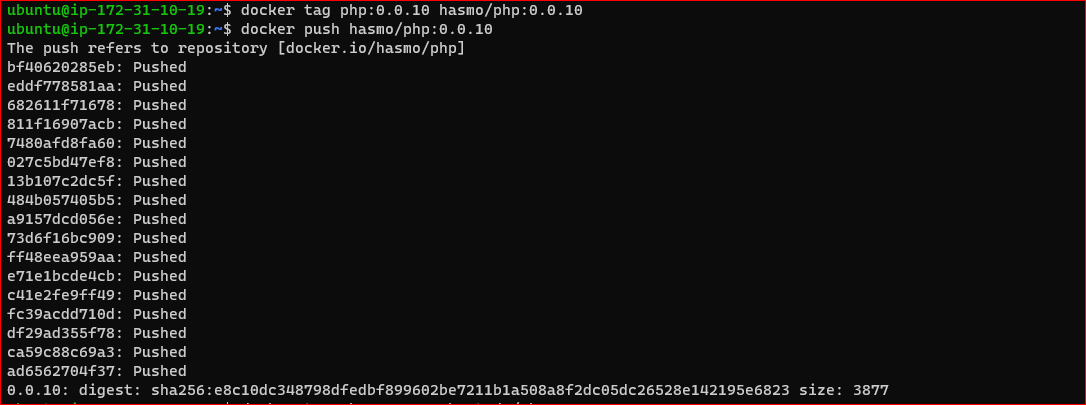 ubuntu@ip-172-31-10-19:~$ docker tag php:0.0.10 hasmo/php:0.0.10
ubuntu@ip-172-31-10-19:~$ docker push hasmo/php:0.0.10
The push refers to repository [docker.io/hasmo/php]
bf40620285eb: Pushed
eddf778581aa: Pushed
682611f71678: Pushed
811f16907acb: Pushed
7480afd8fa60: Pushed
027c5bd47ef8: Pushed
13b107c2dc5f: Pushed
484b057405b5: Pushed
a9157dcd056e: Pushed
73d6f16bc909: Pushed
ff48eea959aa: Pushed
e71e1bcde4cb: Pushed
c41e2fe9ff49: Pushed
fc39acdd710d: Pushed
df29ad355f78: Pushed
ca59c88c69a3: Pushed
ad6562704f37: Pushed
0.0.10: digest: sha256:e8c10dc348798dfedbf899602be7211b1a508a8f2dc05dc26528e142195e6823 size: 3877